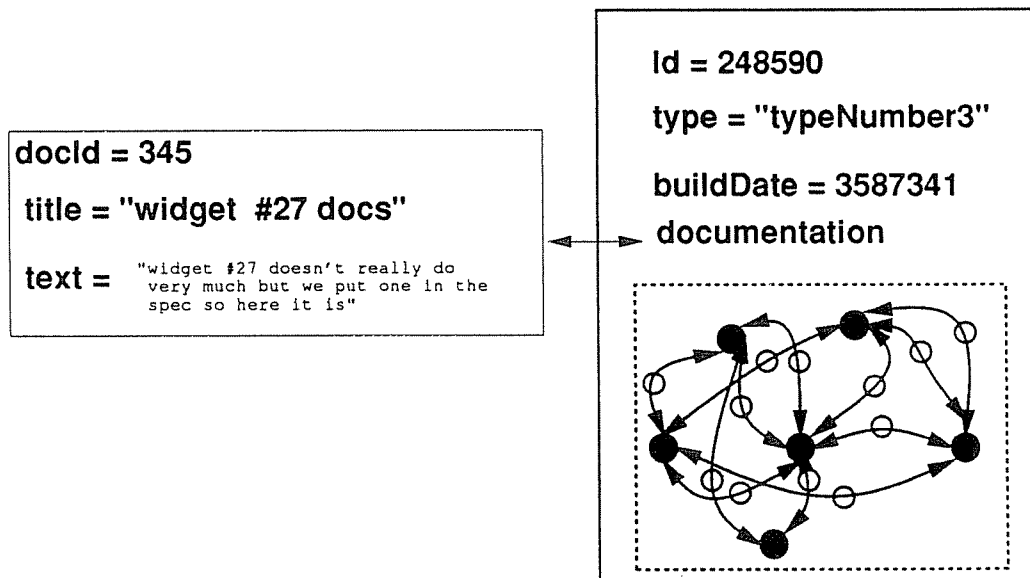 docId = 345
title = "widget #27 docs"
text = "widget #27 doesn't really do
very much but we put one in the
spec so here it is"
Id = 248590
type = "typeNumber3"
buildDate = 3587341
documentation